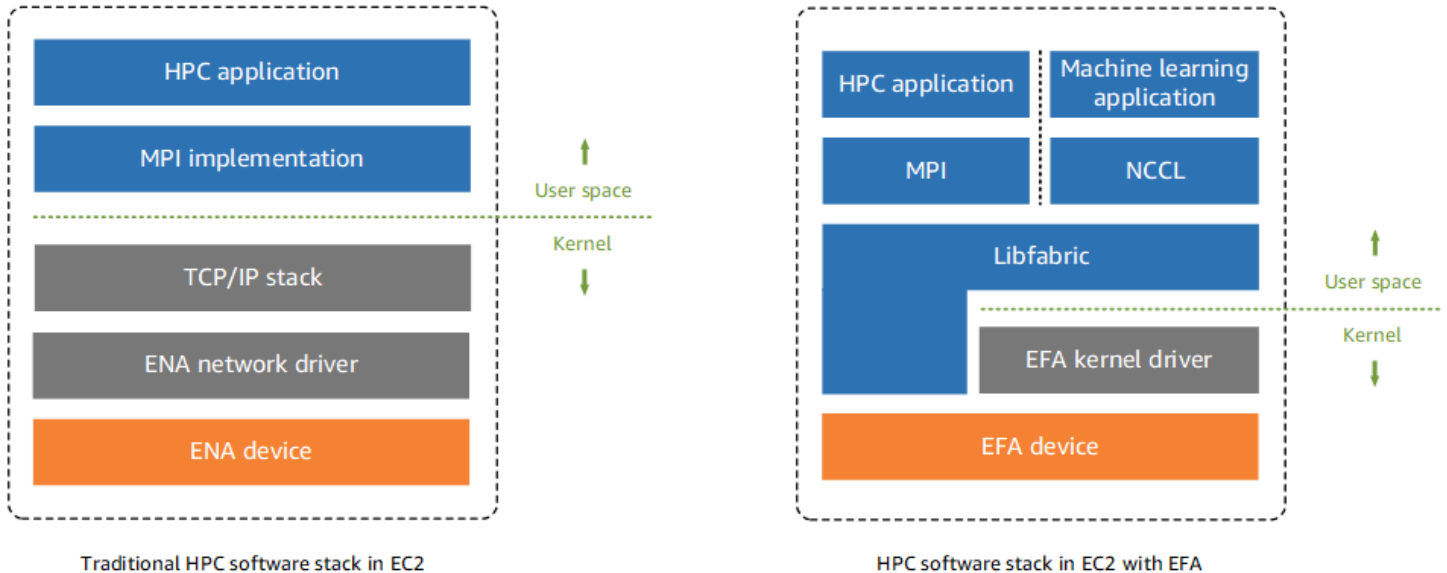 HPC application
MPI implementation
User space
Kernel
TCP/IP stack
ENA network driver
ENA device
Traditional HPC software stack in EC2
HPC application
Machine learning
application
MPI
NCCL
Libfabric
User space
Kernel
EFA kernel driver
EFA device
HPC software stack in EC2 with EFA